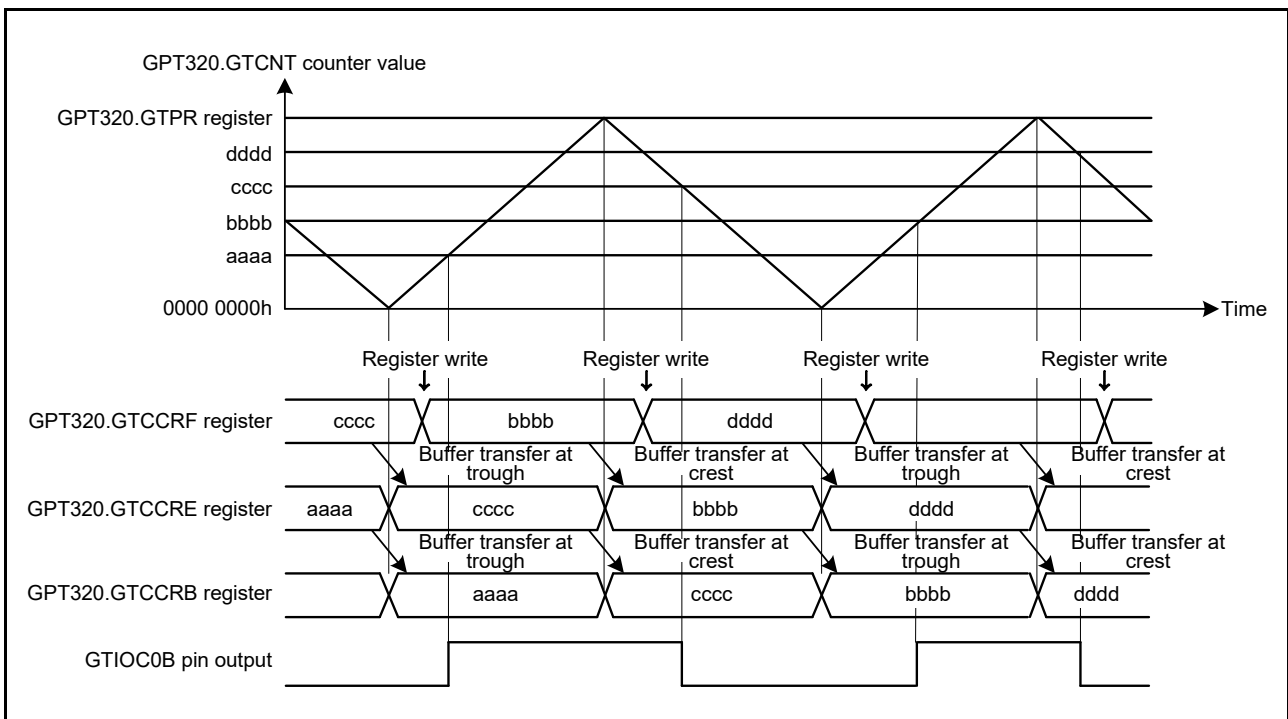 GPT320.GTCNT counter value
GPT320.GTPR register
dddd
cccc
bbbb
aaaa
0000 0000h
Time
Register write Register write Register write Register write
GPT320.GTCCRF register cccc bbbb dddd
Buffer transfer at trough Buffer transfer at crest Buffer transfer at trough Buffer transfer at crest
GPT320.GTCCRE register aaaa cccc bbbb dddd
Buffer transfer at trough Buffer transfer at crest Buffer transfer at trough Buffer transfer at crest
GPT320.GTCCRB register aaaa cccc bbbb dddd
GTIOC0B pin output